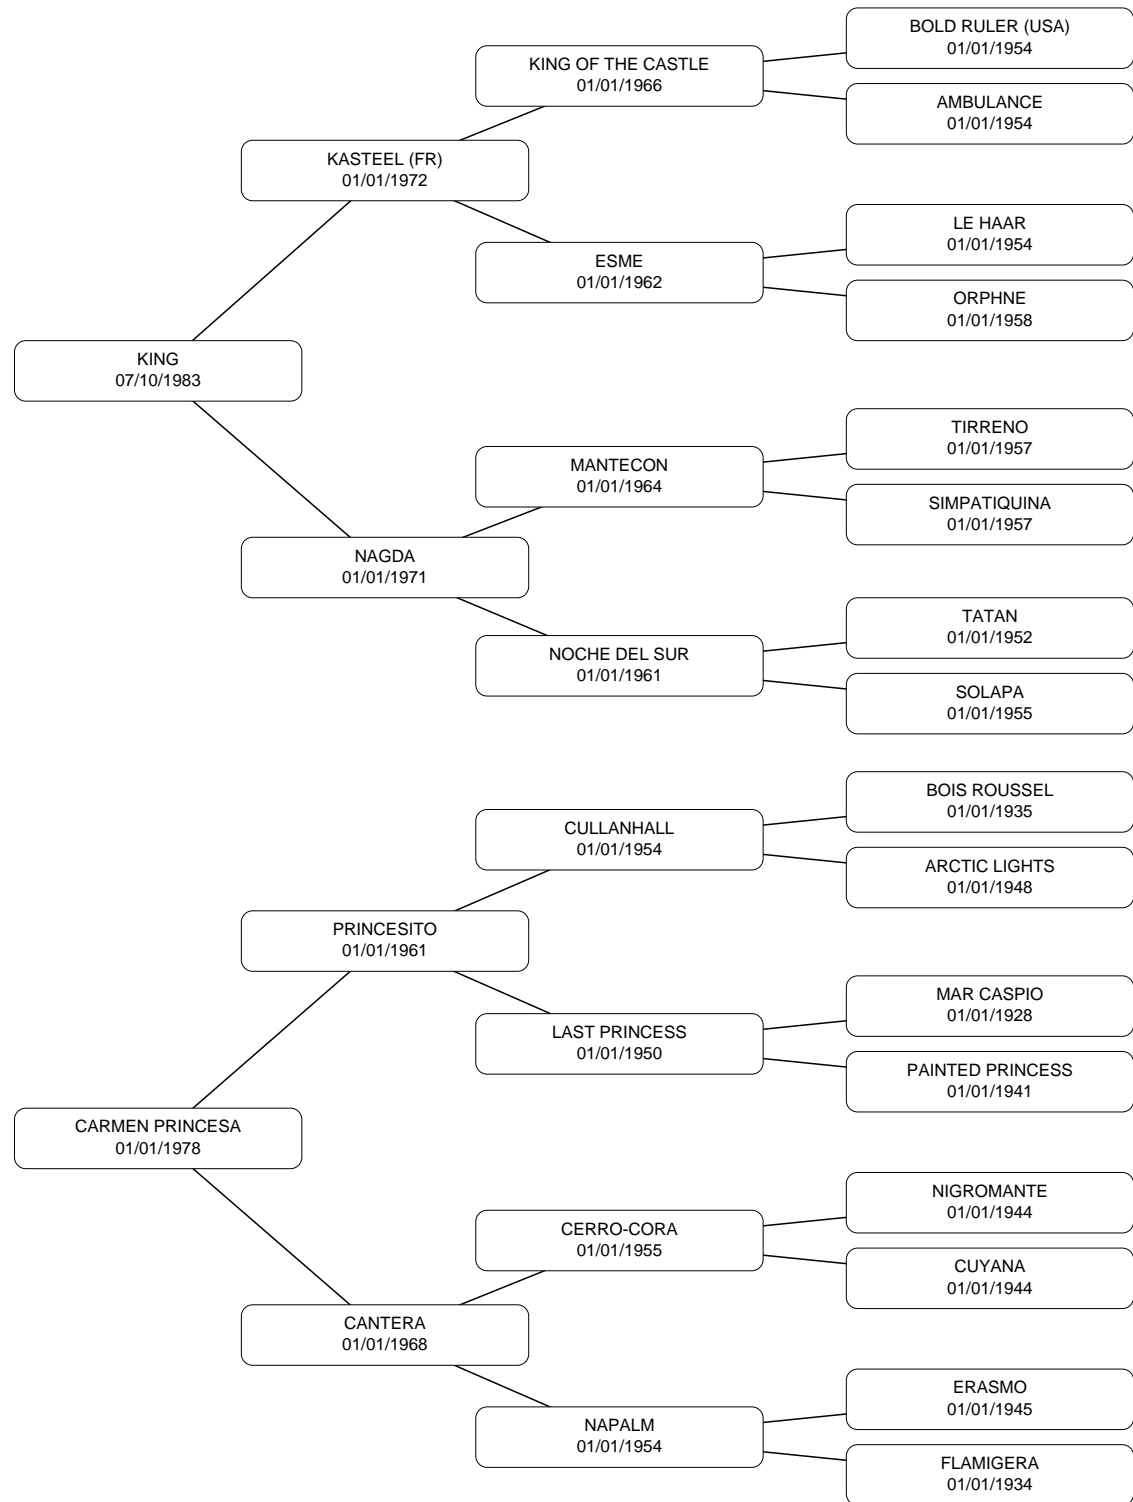 BOLD RULER (USA)
01/01/1954
KING OF THE CASTLE
01/01/1966
AMBULANCE
01/01/1954
KASTEEL (FR)
01/01/1972
LE HAAR
01/01/1954
ESME
01/01/1962
ORPHNE
01/01/1958
KING
07/10/1983
TIRRENO
01/01/1957
MANTECON
01/01/1964
SIMPATIQUINA
01/01/1957
NAGDA
01/01/1971
TATAN
01/01/1952
NOCHE DEL SUR
01/01/1961
SOLAPA
01/01/1955
BOIS ROUSSEL
01/01/1935
CULLANHALL
01/01/1954
ARCTIC LIGHTS
01/01/1948
PRINCESITO
01/01/1961
MAR CASPIO
01/01/1928
LAST PRINCESS
01/01/1950
PAINTED PRINCESS
01/01/1941
CARMEN PRINCESA
01/01/1978
NIGROMANTE
01/01/1944
CERRO-CORA
01/01/1955
CUYANA
01/01/1944
CANTERA
01/01/1968
ERASMO
01/01/1945
NAPALM
01/01/1954
FLAMIGERA
01/01/1934